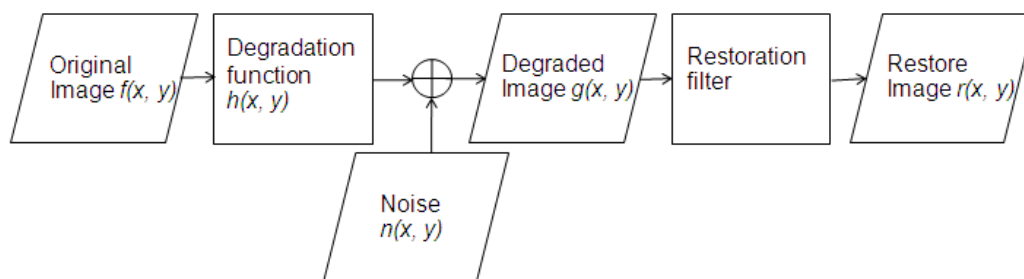 Original
Image f(x, y)
Degradation
function
h(x, y)
Degraded
Image g(x, y)
Restoration
filter
Restore
Image r(x, y)
Noise
n(x, y)